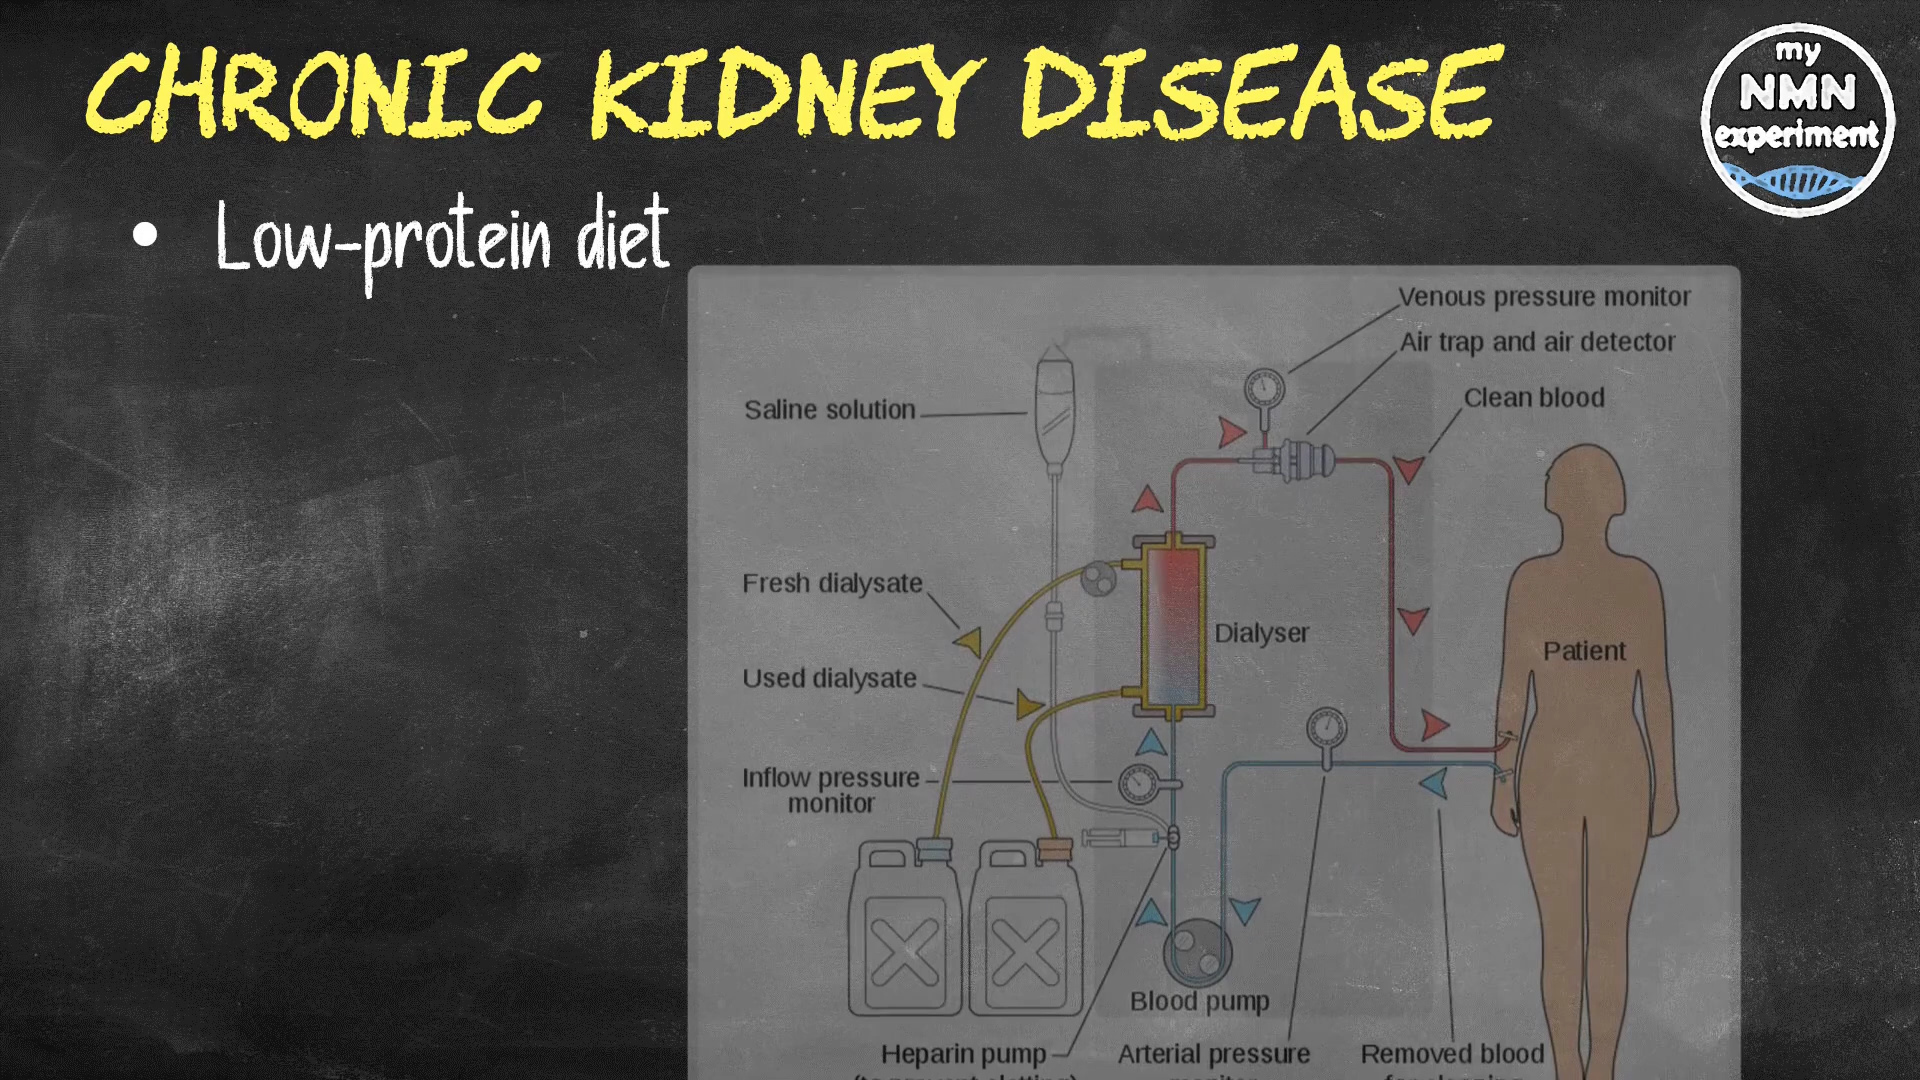 CHRONIC KIDNEY DISEASE
my
NMN
experiment
• Low-protein diet
Venous pressure monitor
Air trap and air detector
Clean blood
Saline solution
Fresh dialysate
Dialyser
Patient
Used dialysate
Inflow pressure
monitor
Blood pump
Heparin pump
Arterial pressure
Removed blood